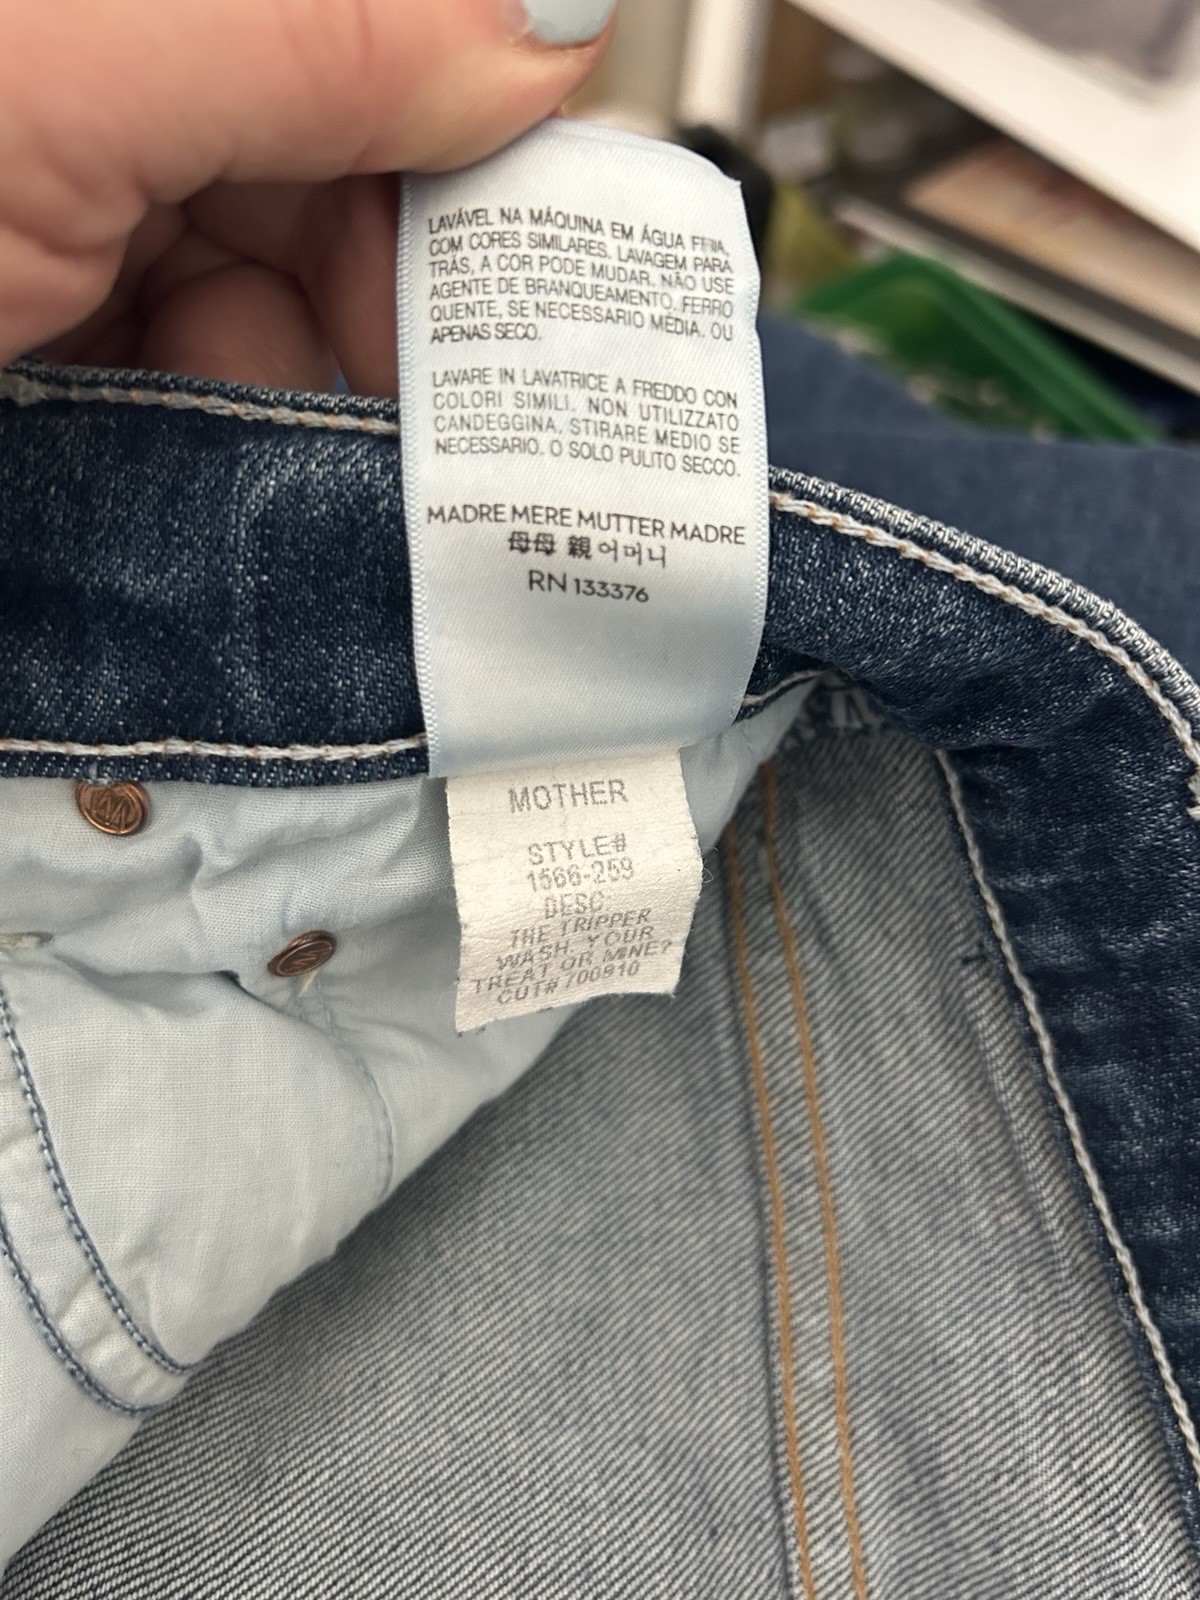 LAVÁVEL NA MÁQUINA EM ÁGUA FRIA,
COM CORES SIMILARES. LAVAGEM PARA
TRÁS, A COR PODE MUDAR. NÃO USE
AGENTE DE BRANQUEAMENTO. FERRO
QUENTE, SE NECESSARIO MÉDIA. OU
APENAS SECO.
LAVARE IN LAVATRICE A FREDDO CON
COLORI SIMILI. NON UTILIZZATO
CANDEGGINA. STIRARE MEDIO SE
NECESSARIO. O SOLO PULITO SECCO.
MADRE MERE MUTTER MADRE
母母 親 어머니
RN 133376
MOTHER
STYLE#
1566-259
DESC:
THE TRIPPER
WASH. YOUR
TREAT OR MINE?
CUT# 700910